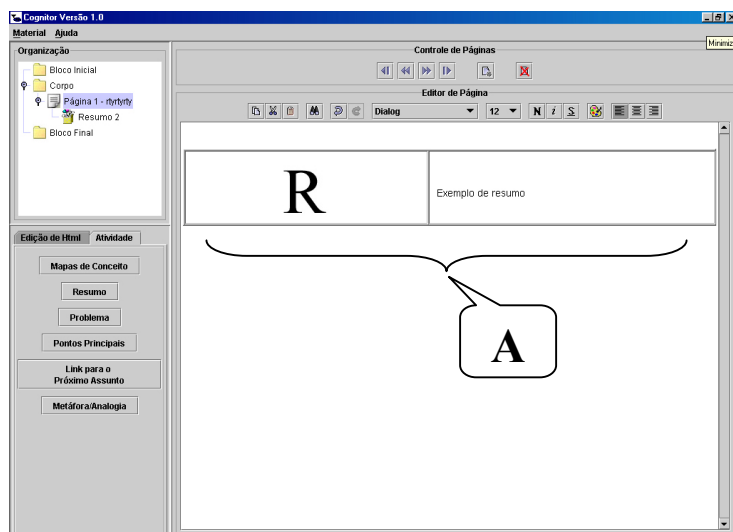 Cognitor Versão 1.0
Material Ajuda
Minimiz
Organização
Bloco Inicial
Corpo
Página 1 - rtyrtyrty
Resumo 2
Bloco Final
Controle de Páginas
Editor de Página
Dialog 12 N i S
R Exemplo de resumo
A
Edição de Html Atividade
Mapas de Conceito
Resumo
Problema
Pontos Principais
Link para o
Próximo Assunto
Metáfora/Analogia